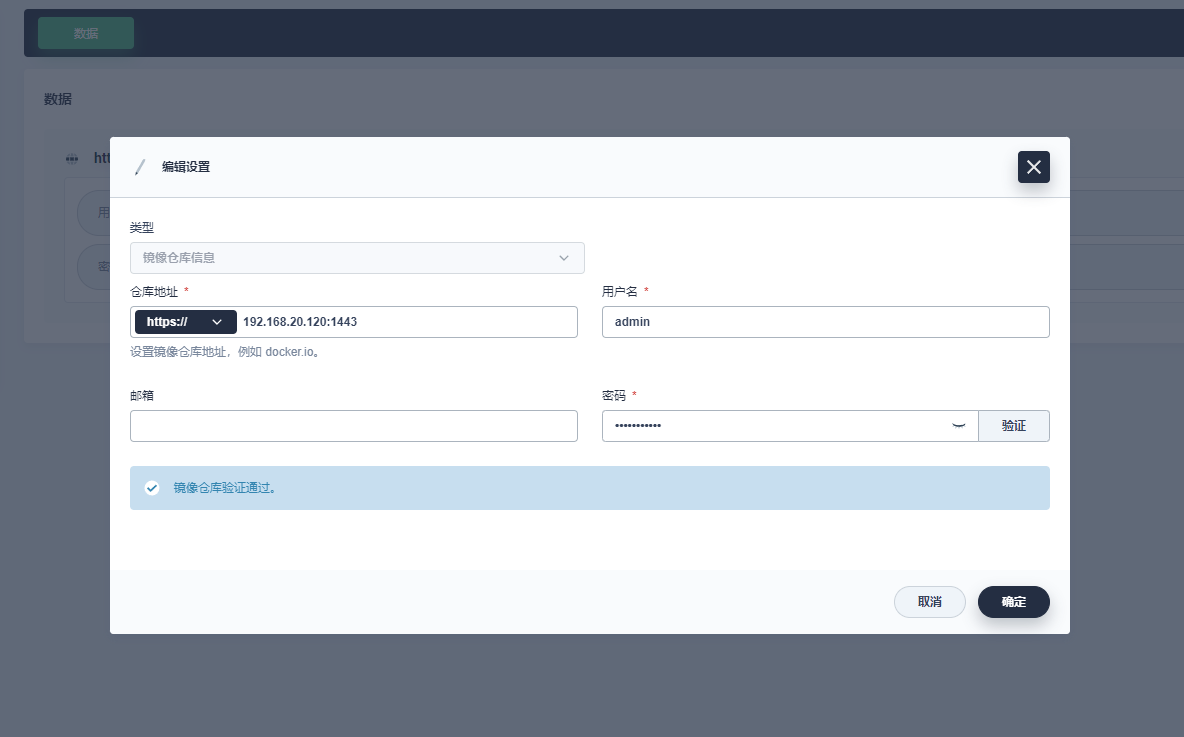 数据
数据
htt
编辑设置
用
密
类型
镜像仓库信息
仓库地址 *
用户名 *
https://
192.168.20.120:1443
admin
设置镜像仓库地址，例如 docker.io。
邮箱
密码 *
•••••••••••
验证
镜像仓库验证通过。
取消
确定